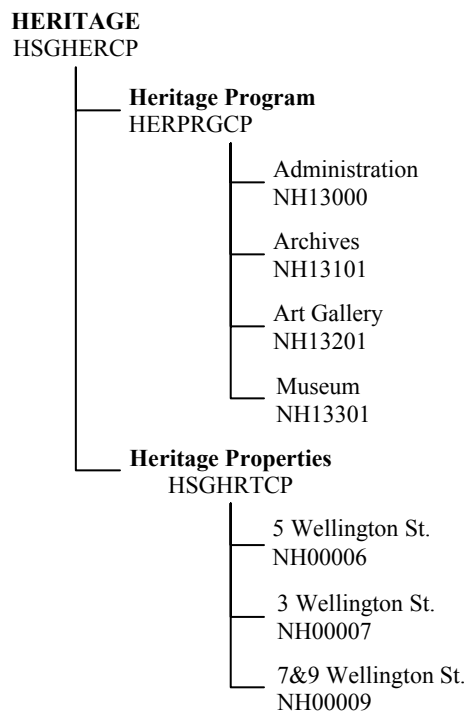 HERITAGE
HSGHERCP
Heritage Program
HERPRGCP
Administration
NH13000
Archives
NH13101
Art Gallery
NH13201
Museum
NH13301
Heritage Properties
HSGHRTCP
5 Wellington St.
NH00006
3 Wellington St.
NH00007
7&9 Wellington St.
NH00009